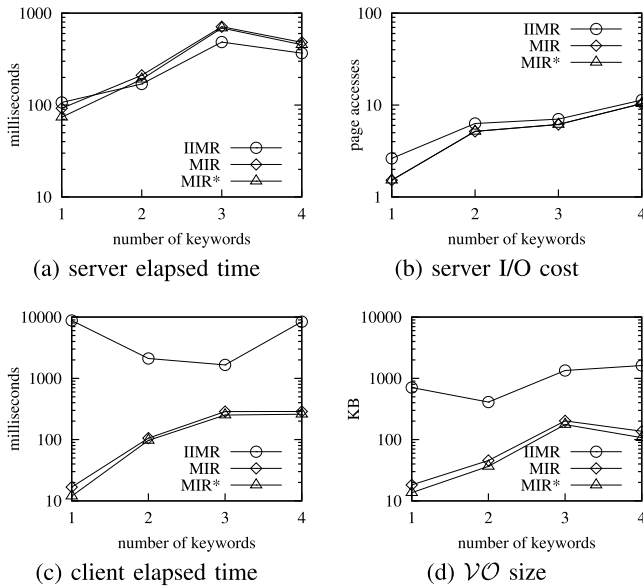 1000
100
10
milliseconds
IIMR
MIR
MIR*
1 2 3 4
number of keywords
(a) server elapsed time
100
10
1
page accesses
IIMR
MIR
MIR*
1 2 3 4
number of keywords
(b) server I/O cost
10000
1000
100
10
milliseconds
IIMR
MIR
MIR*
1 2 3 4
number of keywords
(c) client elapsed time
10000
1000
100
10
KB
IIMR
MIR
MIR*
1 2 3 4
number of keywords
(d) VO size